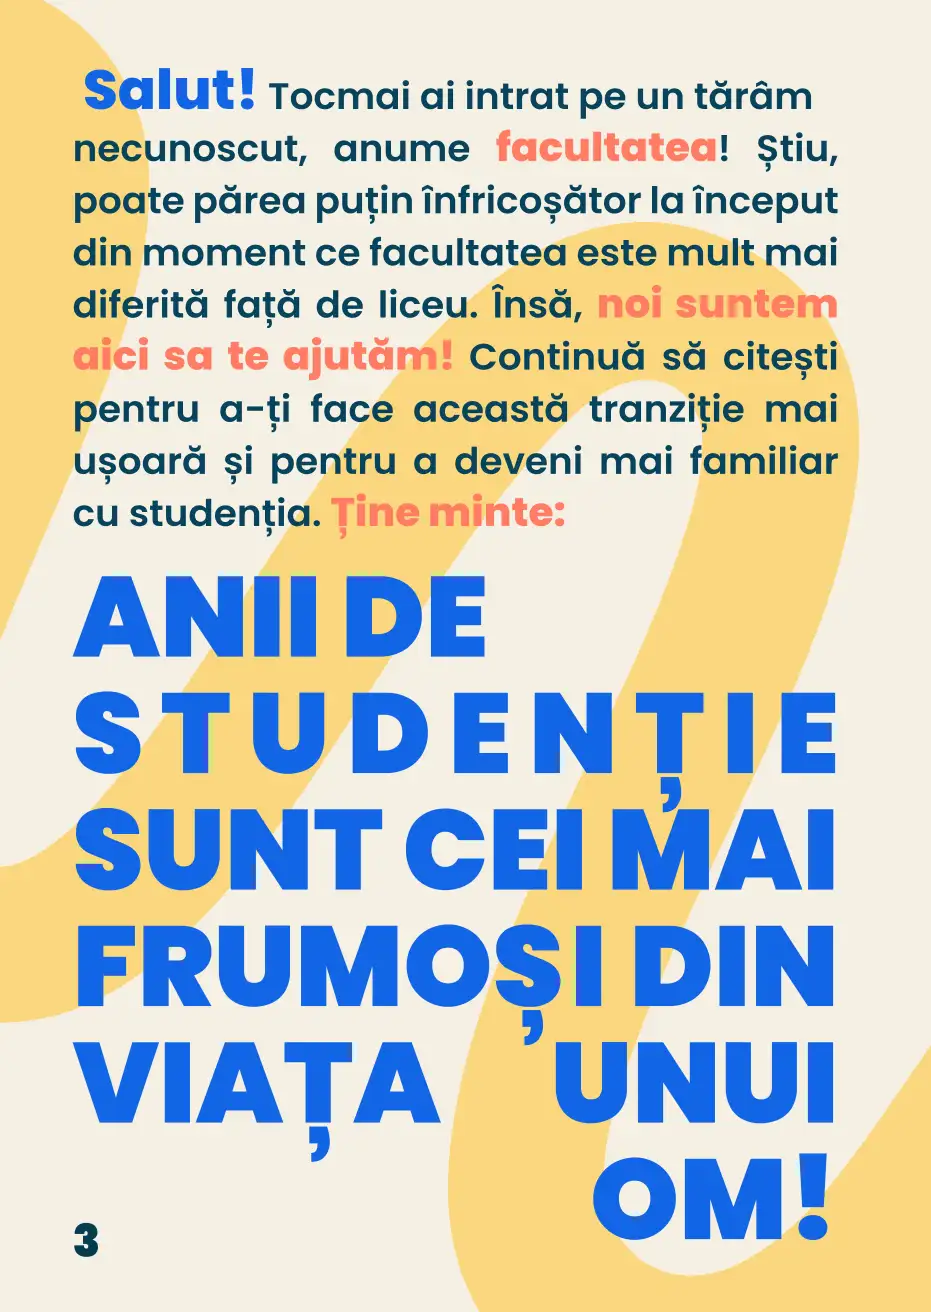 Salut! Tocmai ai intrat pe un tărâm
necunoscut, anume facultatea! Știu,
poate părea puțin înfricoșător la început
din moment ce facultatea este mult mai
diferită față de liceu. Însă, noi suntem
aici sa te ajutăm! Continuă să citești
pentru a-ți face această tranziție mai
ușoară și pentru a deveni mai familiar
cu studenția. Ține minte:
ANII DE
STUDENȚIE
SUNT CEI MAI
FRUMOȘI DIN
VIAȚA UNUI
OM!
3